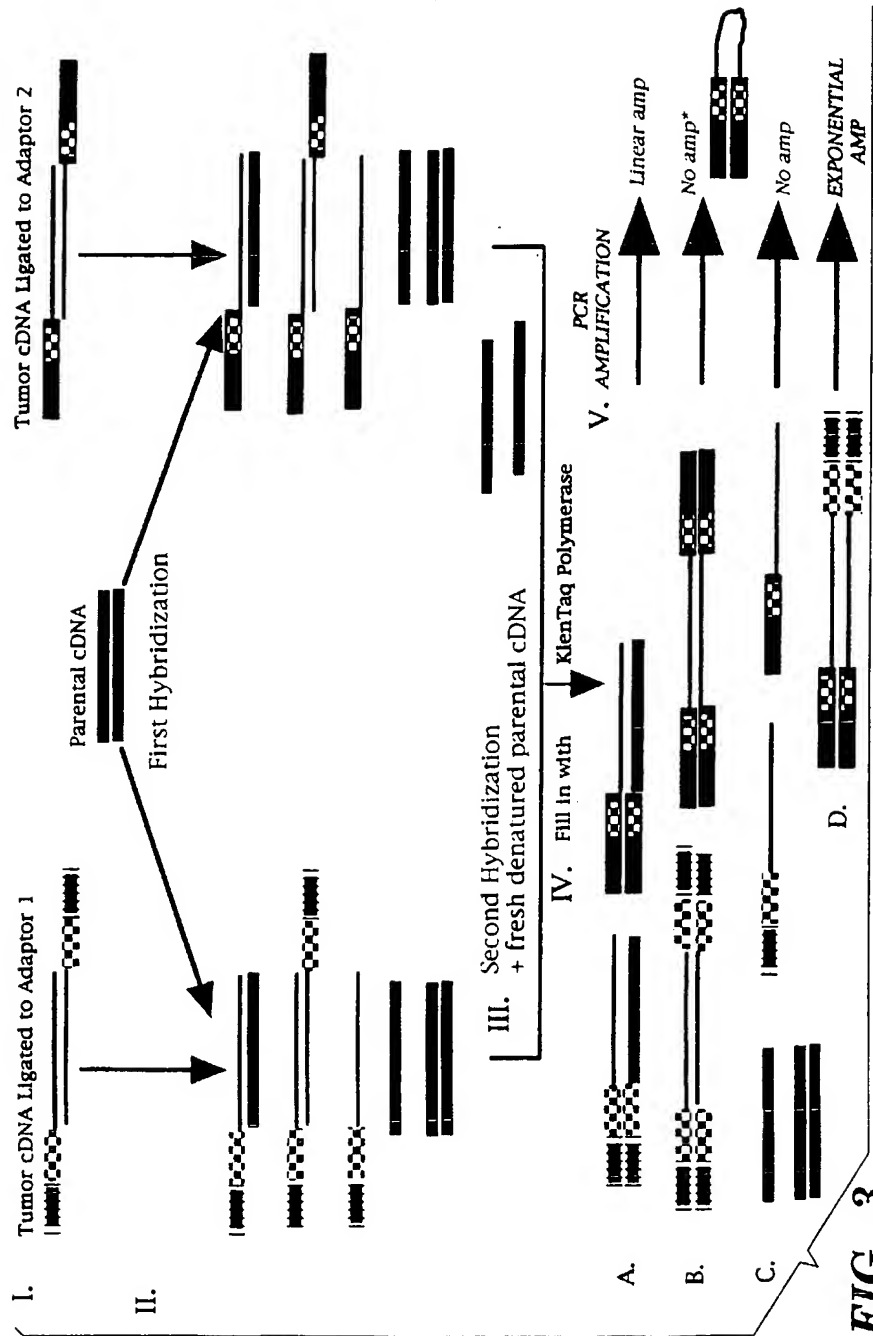 I.
Tumor cDNA Ligated to Adaptor 1
Tumor cDNA Ligated to Adaptor 2
Parental cDNA
II.
First Hybridization
III.
Second Hybridization
+ fresh denatured parental cDNA
IV.
Fill in with
KlenTaq Polymerase
V.
PCR
AMPLIFICATION
A.
Linear amp
B.
No amp*
C.
No amp
D.
EXPONENTIAL
AMP
FIG. 3